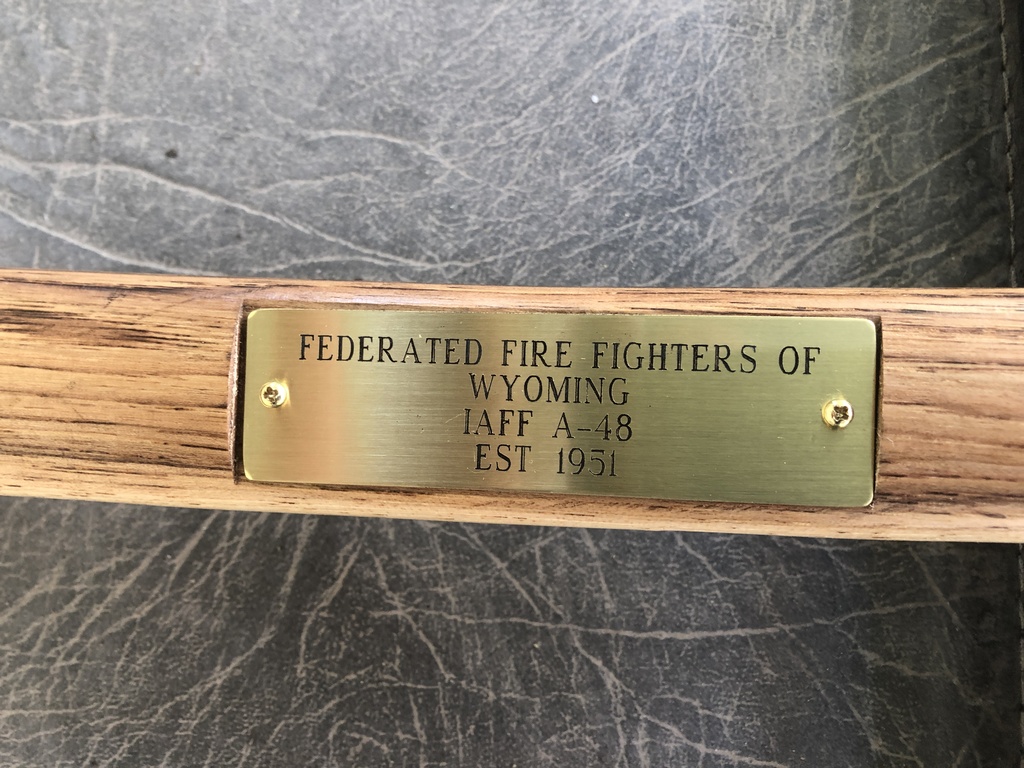 FEDERATED FIRE FIGHTERS OF
WYOMING
IAFF A-48
EST 1951